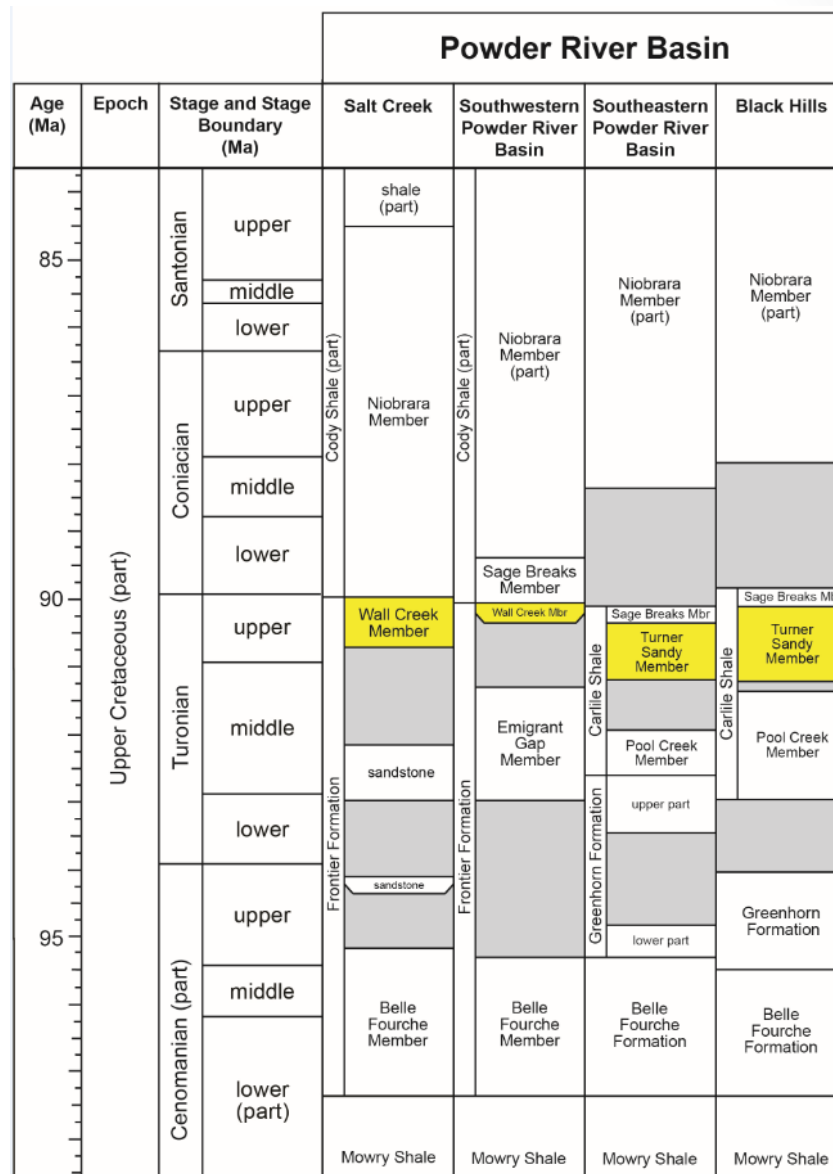 Powder River Basin
Age
(Ma)
Epoch
Stage and Stage
Boundary
(Ma)
Salt Creek
Southwestern
Powder River
Basin
Southeastern
Powder River
Basin
Black Hills
85
90
95
Upper Cretaceous (part)
Santonian
upper
middle
lower
Coniacian
upper
middle
lower
Turonian
upper
middle
lower
Cenomanian (part)
upper
middle
lower
(part)
Cody Shale (part)
shale
(part)
Niobrara
Member
Frontier Formation
Wall Creek
Member
sandstone
sandstone
Belle
Fourche
Member
Mowry Shale
Cody Shale (part)
Niobrara
Member
(part)
Sage Breaks
Member
Frontier Formation
Wall Creek Mbr
Emigrant
Gap
Member
Belle
Fourche
Member
Mowry Shale
Niobrara
Member
(part)
Carlile Shale
Sage Breaks Mbr
Turner
Sandy
Member
Pool Creek
Member
Greenhorn Formation
upper part
lower part
Belle
Fourche
Formation
Mowry Shale
Niobrara
Member
(part)
Carlile Shale
Sage Breaks
Turner
Sandy
Member
Pool Creek
Member
Greenhorn
Formation
Belle
Fourche
Formation
Mowry Shale